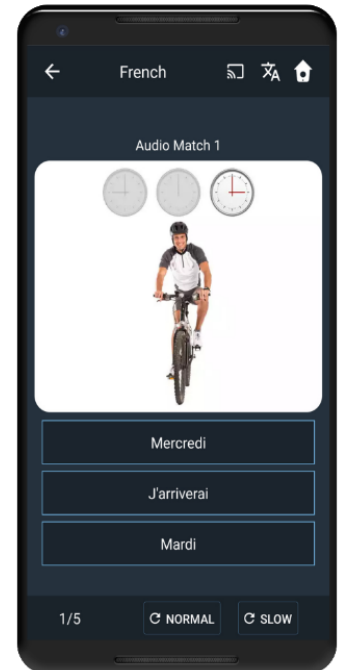 French
Audio Match 1
Mercredi
J'arriverai
Mardi
1/5 NORMAL SLOW